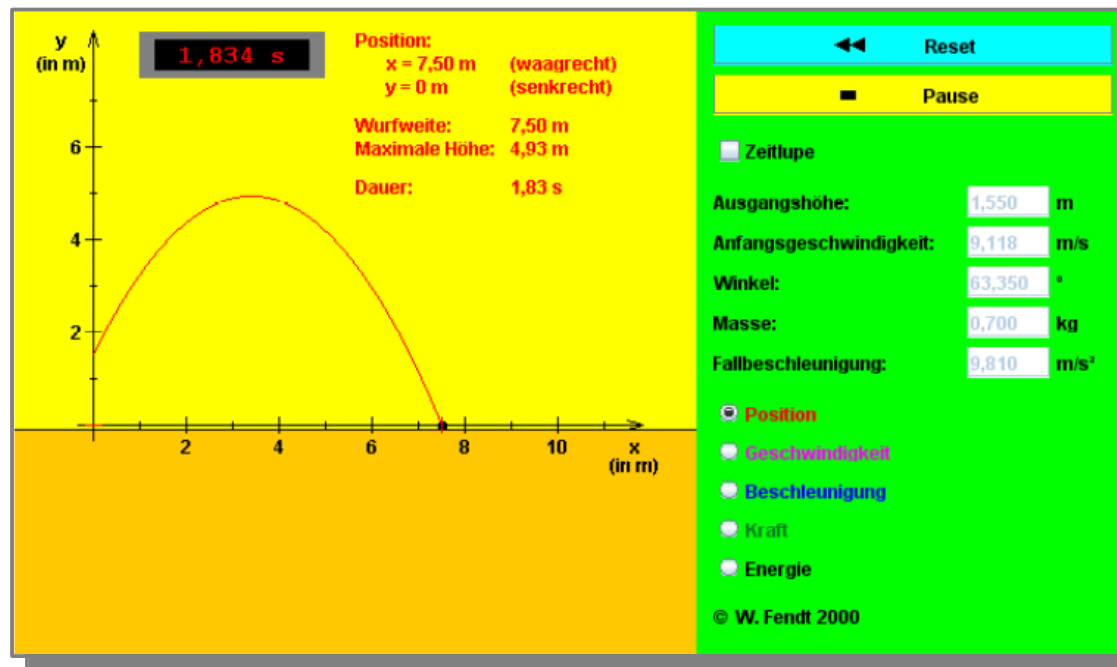 y
(in m)
1,834 s
Position:
x = 7,50 m (waagrecht)
y = 0 m (senkrecht)
Wurfweite: 7,50 m
Maximale Höhe: 4,93 m
Dauer: 1,83 s
6
4
2
2 4 6 8 10 x
(in m)
Reset
Pause
Zeitlupe
Ausgangshöhe: 1,550 m
Anfangsgeschwindigkeit: 9,118 m/s
Winkel: 63,350 °
Masse: 0,700 kg
Fallbeschleunigung: 9,810 m/s²
Position
Geschwindigkeit
Beschleunigung
Kraft
Energie
© W. Fendt 2000